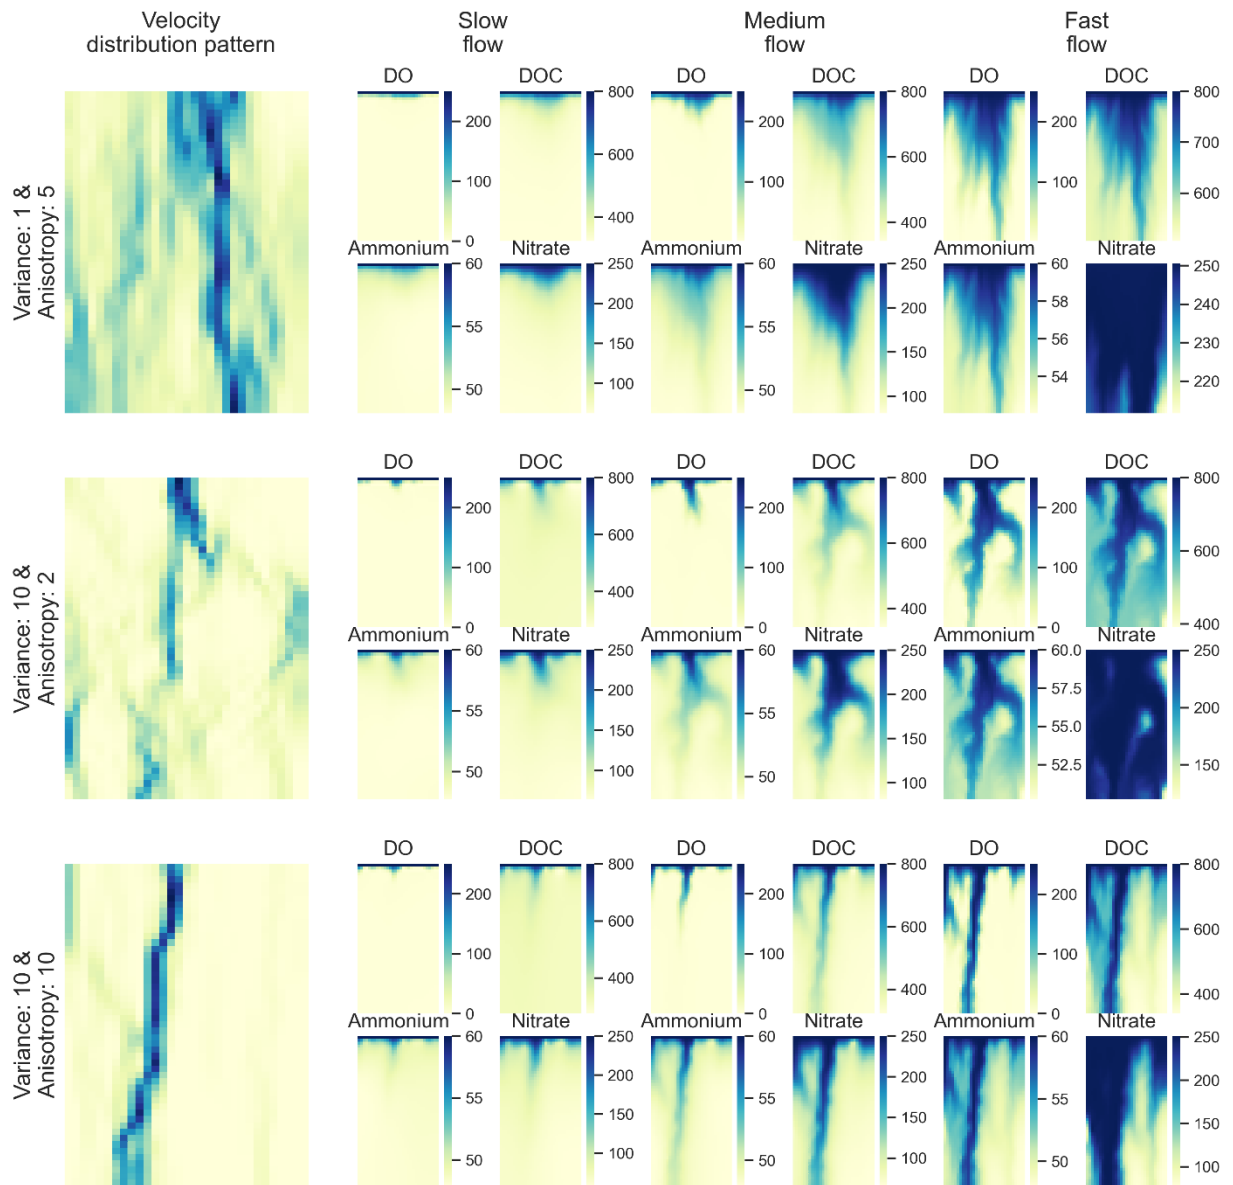 Velocity
distribution pattern
Slow
flow
Medium
flow
Fast
flow
Variance: 1 &
Anisotropy: 5
DO
200
100
0
DOC
800
600
400
DO
200
100
DOC
800
600
400
DO
200
100
DOC
800
700
600
Ammonium
60
55
50
Nitrate
250
200
150
100
Ammonium
60
55
50
Nitrate
250
200
150
100
Ammonium
60
58
56
54
Nitrate
250
240
230
220
Variance: 10 &
Anisotropy: 2
DO
200
100
0
DOC
800
600
400
DO
200
100
0
DOC
800
600
400
DO
200
100
0
DOC
800
600
400
Ammonium
60
55
50
Nitrate
250
200
150
100
Ammonium
60
55
50
Nitrate
250
200
150
100
Ammonium
60.0
57.5
55.0
52.5
Nitrate
250
200
150
Variance: 10 &
Anisotropy: 10
DO
200
100
0
DOC
800
600
400
DO
200
100
0
DOC
800
600
400
DO
200
100
0
DOC
800
600
400
Ammonium
60
55
50
Nitrate
250
200
150
100
Ammonium
60
55
50
Nitrate
250
200
150
100
Ammonium
60
55
50
Nitrate
250
200
150
100